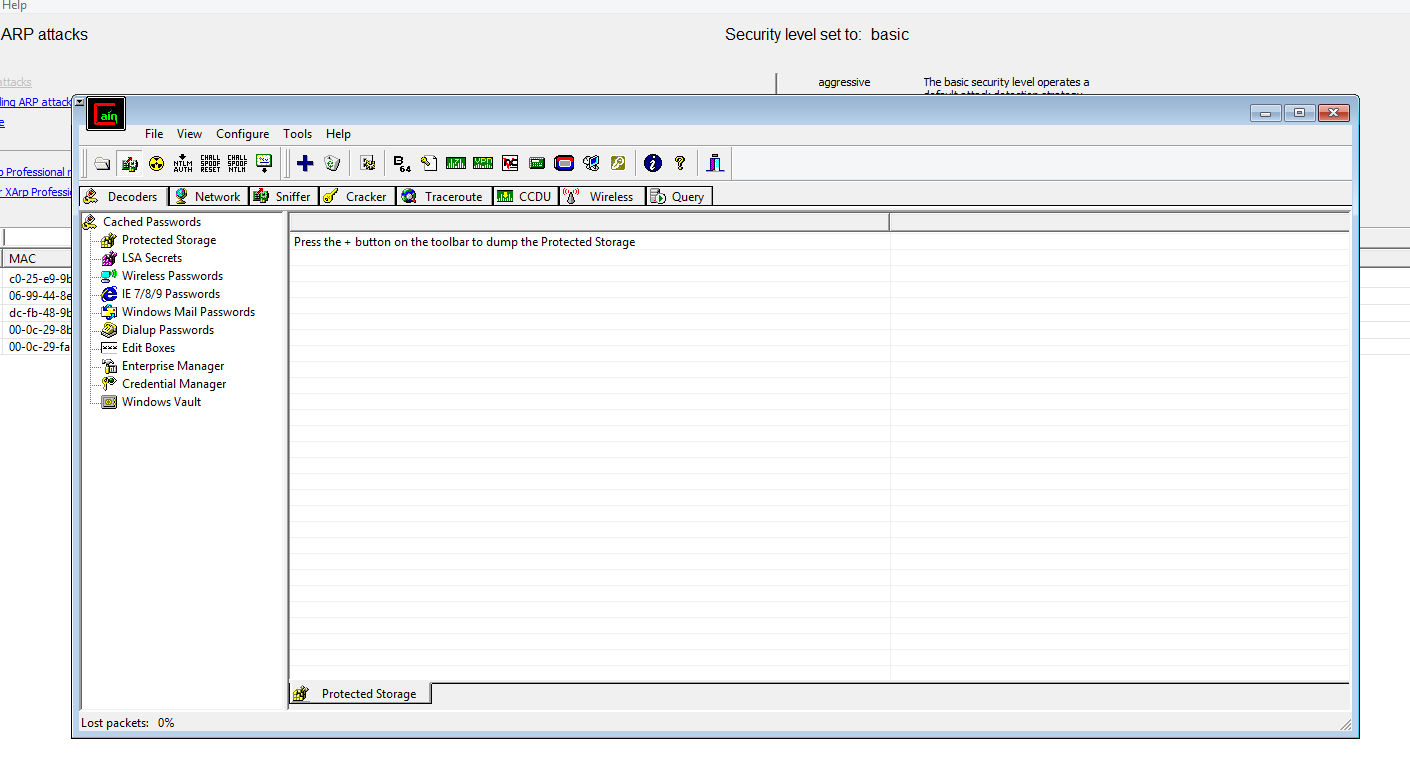 Help
ARP attacks
Security level set to: basic
attacks
aggressive
The basic security level operates a
default attack detection strategy
ling ARP attack
e
o Professional r
r XArp Professi
MAC
c0-25-e9-9b
06-99-44-8e
dc-fb-48-9b
00-0c-29-8b
00-0c-29-fa
Cain
File View Configure Tools Help
NTLM AUTH
CHALL SPOOF RESET
CHALL SPOOF NTLM
B 64
Decoders Network Sniffer Cracker Traceroute CCDU Wireless Query
Cached Passwords
Protected Storage
LSA Secrets
Wireless Passwords
IE 7/8/9 Passwords
Windows Mail Passwords
Dialup Passwords
Edit Boxes
Enterprise Manager
Credential Manager
Windows Vault
Press the + button on the toolbar to dump the Protected Storage
Protected Storage
Lost packets: 0%